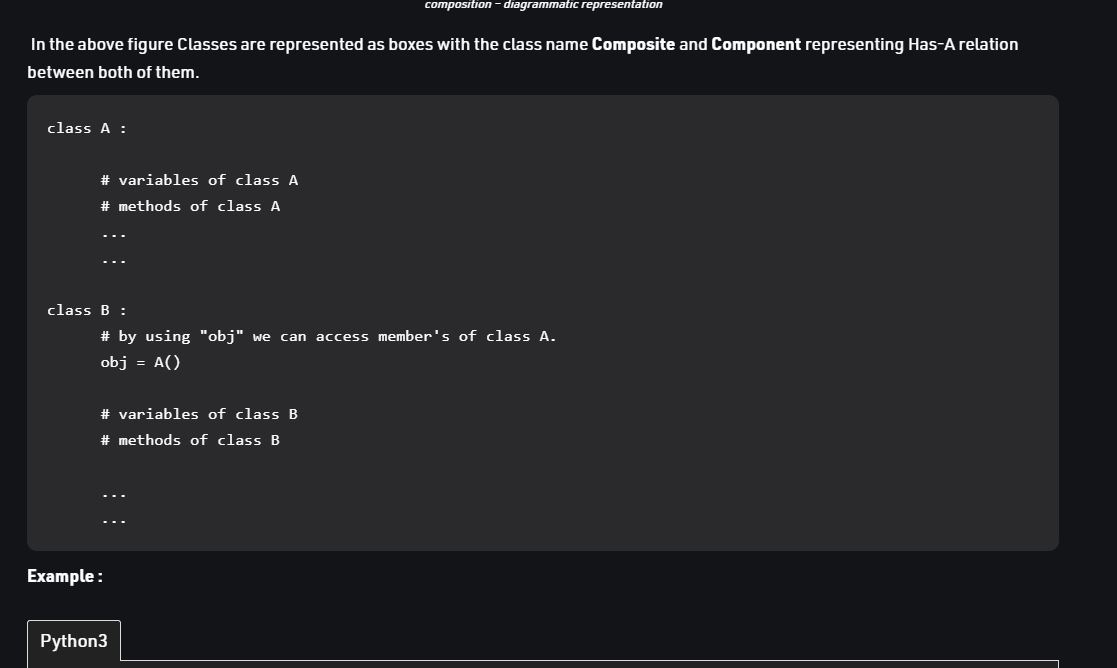 composition – diagrammatic representation
In the above figure Classes are represented as boxes with the class name Composite and Component representing Has-A relation
between both of them.
class A :
# variables of class A
# methods of class A
...
...
class B :
# by using "obj" we can access member's of class A.
obj = A()
# variables of class B
# methods of class B
...
...
Example :
Python3